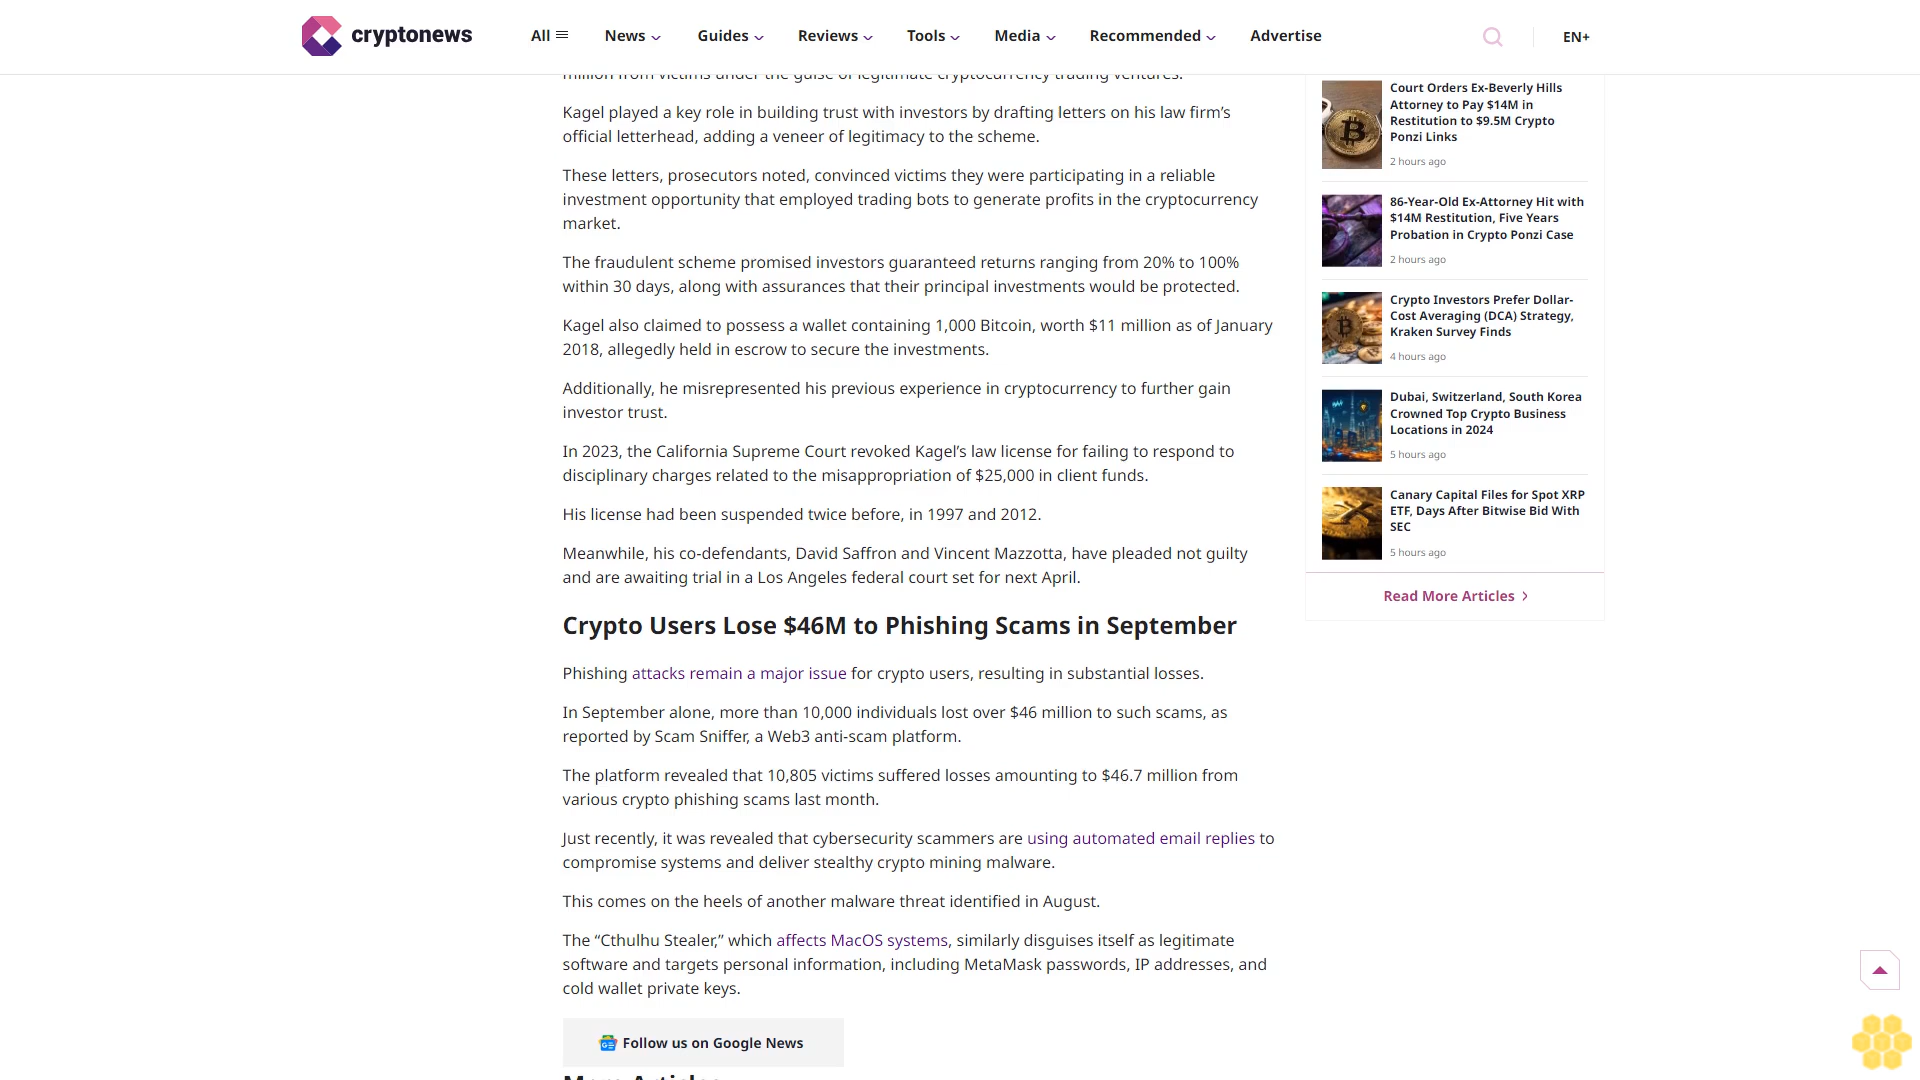 cryptonews
All
News
Guides
Reviews
Tools
Media
Recommended
Advertise
EN+
million from victims under the guise of legitimate cryptocurrency trading ventures.
Kagel played a key role in building trust with investors by drafting letters on his law firm’s
official letterhead, adding a veneer of legitimacy to the scheme.
These letters, prosecutors noted, convinced victims they were participating in a reliable
investment opportunity that employed trading bots to generate profits in the cryptocurrency
market.
The fraudulent scheme promised investors guaranteed returns ranging from 20% to 100%
within 30 days, along with assurances that their principal investments would be protected.
Kagel also claimed to possess a wallet containing 1,000 Bitcoin, worth $11 million as of January
2018, allegedly held in escrow to secure the investments.
Additionally, he misrepresented his previous experience in cryptocurrency to further gain
investor trust.
In 2023, the California Supreme Court revoked Kagel’s law license for failing to respond to
disciplinary charges related to the misappropriation of $25,000 in client funds.
His license had been suspended twice before, in 1997 and 2012.
Meanwhile, his co-defendants, David Saffron and Vincent Mazzotta, have pleaded not guilty
and are awaiting trial in a Los Angeles federal court set for next April.
Crypto Users Lose $46M to Phishing Scams in September
Phishing attacks remain a major issue for crypto users, resulting in substantial losses.
In September alone, more than 10,000 individuals lost over $46 million to such scams, as
reported by Scam Sniffer, a Web3 anti-scam platform.
The platform revealed that 10,805 victims suffered losses amounting to $46.7 million from
various crypto phishing scams last month.
Just recently, it was revealed that cybersecurity scammers are using automated email replies to
compromise systems and deliver stealthy crypto mining malware.
This comes on the heels of another malware threat identified in August.
The “Cthulhu Stealer,” which affects MacOS systems, similarly disguises itself as legitimate
software and targets personal information, including MetaMask passwords, IP addresses, and
cold wallet private keys.
Follow us on Google News
More Articles
Court Orders Ex-Beverly Hills
Attorney to Pay $14M in
Restitution to $9.5M Crypto
Ponzi Links
2 hours ago
86-Year-Old Ex-Attorney Hit with
$14M Restitution, Five Years
Probation in Crypto Ponzi Case
2 hours ago
Crypto Investors Prefer Dollar-
Cost Averaging (DCA) Strategy,
Kraken Survey Finds
4 hours ago
Dubai, Switzerland, South Korea
Crowned Top Crypto Business
Locations in 2024
5 hours ago
Canary Capital Files for Spot XRP
ETF, Days After Bitwise Bid With
SEC
5 hours ago
Read More Articles